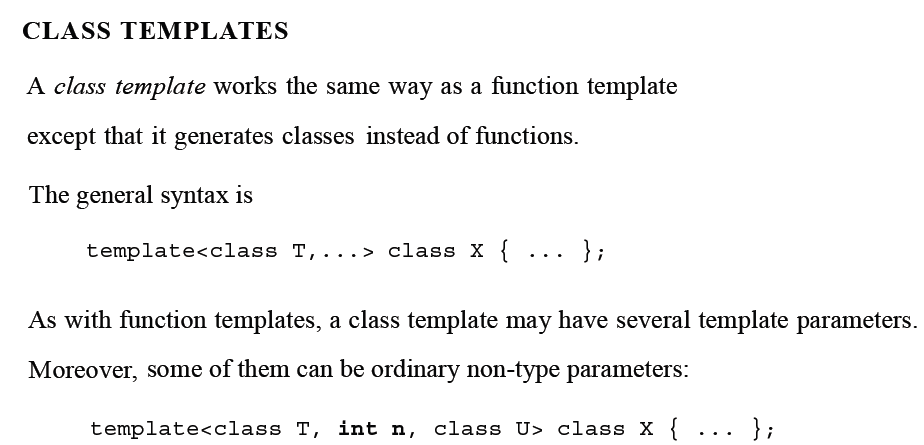 CLASS TEMPLATES
A class template works the same way as a function template
except that it generates classes instead of functions.
The general syntax is
template<class T,...> class X { ... };
As with function templates, a class template may have several template parameters.
Moreover, some of them can be ordinary non-type parameters:
template<class T, int n, class U> class X { ... };